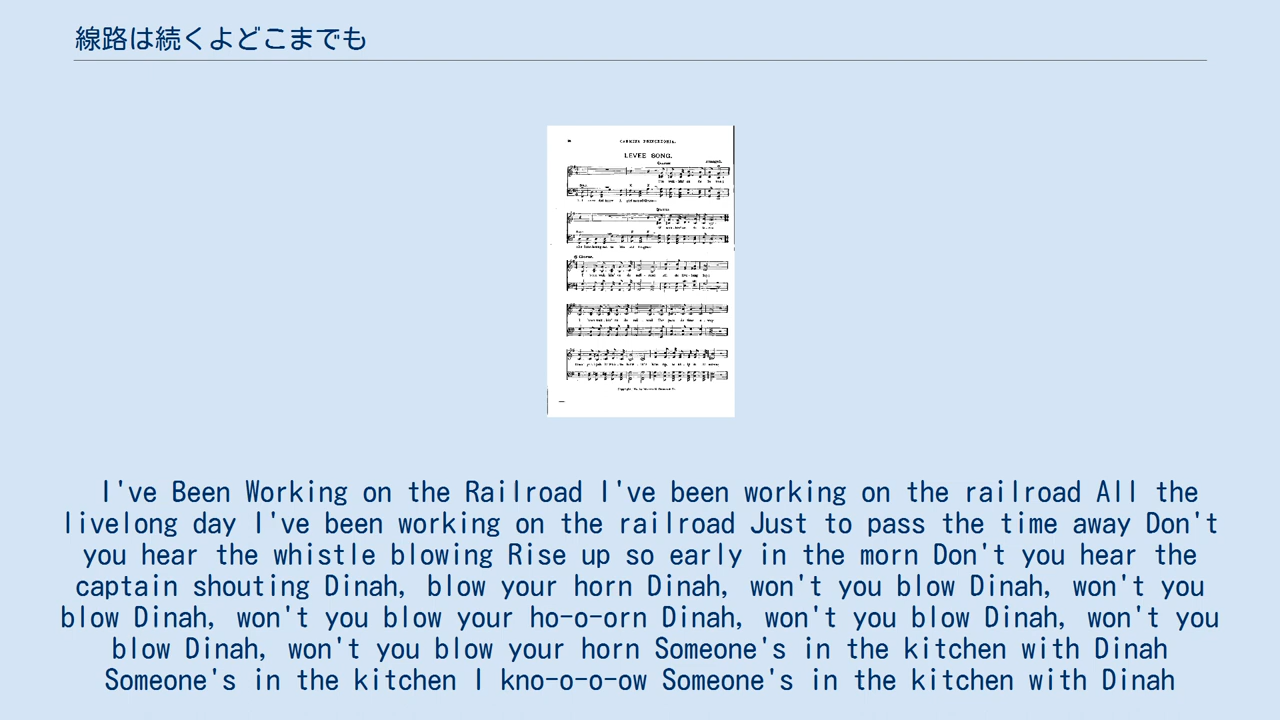 線路は続くよどこまでも
CARMINA PRINCETONIA.
LEVEE SONG.
I've Been Working on the Railroad I've been working on the railroad All the
livelong day I've been working on the railroad Just to pass the time away Don't
you hear the whistle blowing Rise up so early in the morn Don't you hear the
captain shouting Dinah, blow your horn Dinah, won't you blow Dinah, won't you
blow Dinah, won't you blow your ho-o-orn Dinah, won't you blow Dinah, won't you
blow Dinah, won't you blow your horn Someone's in the kitchen with Dinah
Someone's in the kitchen I kno-o-o-ow Someone's in the kitchen with Dinah